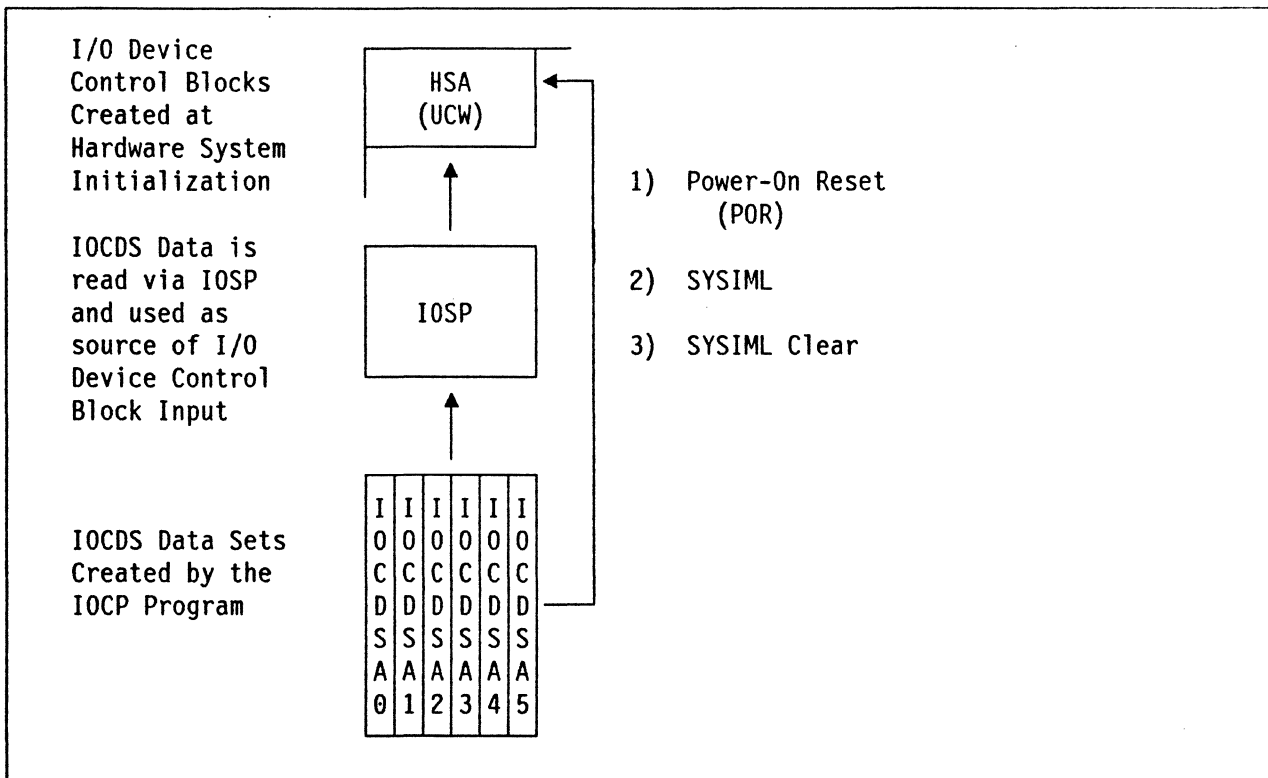 I/O Device
Control Blocks
Created at
Hardware System
Initialization
HSA
(UCW)
1) Power-On Reset
(POR)
2) SYSIML
3) SYSIML Clear
IOCDS Data is
read via IOSP
and used as
source of I/O
Device Control
Block Input
IOSP
IOCDS Data Sets
Created by the
IOCP Program
IOCDSA0
IOCDSA1
IOCDSA2
IOCDSA3
IOCDSA4
IOCDSA5